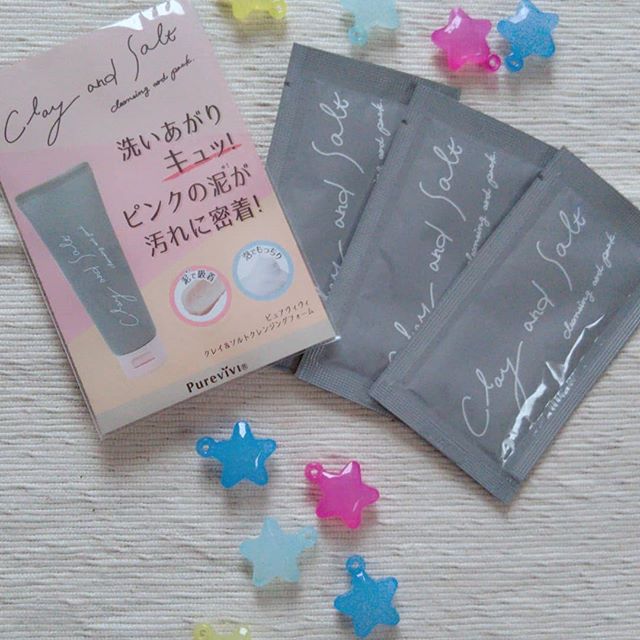 Clay and Salt
cleansing and pack.
洗いあがり
キュッ!
ピンクの泥が
汚れに密着!
Clay and Salt
cleansing and pack.
泥で吸着
泡でもっちり
ピュアヴィヴィ
クレイ&ソルトクレンジングフォーム
Purevivi®
and Salt
pack.
Clay and Salt
cleansing and pack.
Clay and Salt
cleansing and pack.